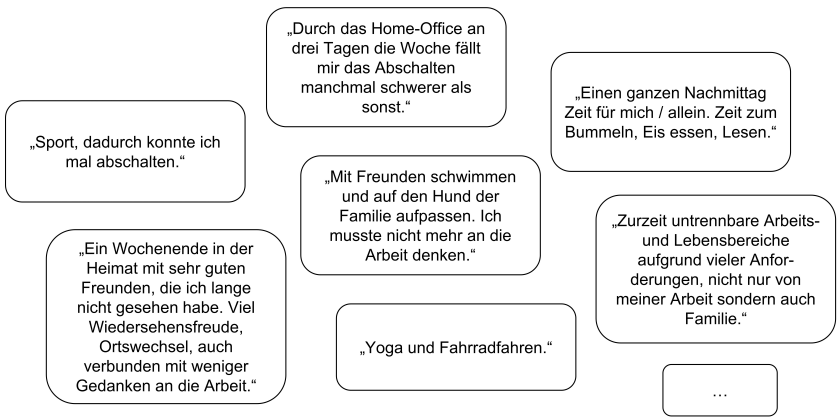 „Durch das Home-Office an
drei Tagen die Woche fällt
mir das Abschalten
manchmal schwerer als
sonst.“
„Einen ganzen Nachmittag
Zeit für mich / allein. Zeit zum
Bummeln, Eis essen, Lesen.“
„Sport, dadurch konnte ich
mal abschalten.“
„Mit Freunden schwimmen
und auf den Hund der
Familie aufpassen. Ich
musste nicht mehr an die
Arbeit denken.“
„Zurzeit untrennbare Arbeits-
und Lebensbereiche
aufgrund vieler Anfor-
derungen, nicht nur von
meiner Arbeit sondern auch
Familie.“
„Ein Wochenende in der
Heimat mit sehr guten
Freunden, die ich lange
nicht gesehen habe. Viel
Wiedersehensfreude,
Ortswechsel, auch
verbunden mit weniger
Gedanken an die Arbeit.“
„Yoga und Fahrradfahren.“
…